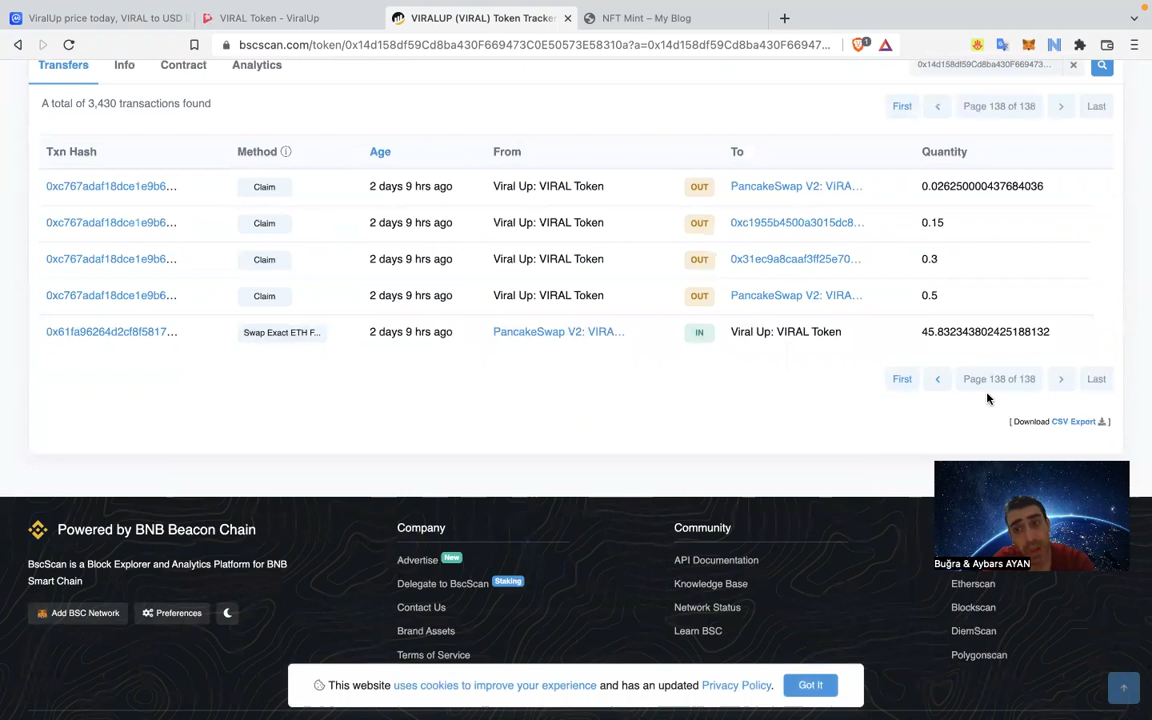 ViralUp price today, VIRAL to USD
VIRAL Token - ViralUp
VIRALUP (VIRAL) Token Tracke
NFT Mint – My Blog
bscscan.com/token/0x14d158df59Cd8ba430F669473C0E50573E58310a?a=0x14d158df59Cd8ba430F66947...
1
Transfers Info Contract Analytics
0x14d158df59Cd8ba430F669473...
A total of 3,430 transactions found
First Page 138 of 138 Last
Txn Hash Method Age From To Quantity
0xc767adaf18dce1e9b6... Claim 2 days 9 hrs ago Viral Up: VIRAL Token OUT PancakeSwap V2: VIRA... 0.026250000437684036
0xc767adaf18dce1e9b6... Claim 2 days 9 hrs ago Viral Up: VIRAL Token OUT 0xc1955b4500a3015dc8... 0.15
0xc767adaf18dce1e9b6... Claim 2 days 9 hrs ago Viral Up: VIRAL Token OUT 0x31ec9a8caaf3ff25e70... 0.3
0xc767adaf18dce1e9b6... Claim 2 days 9 hrs ago Viral Up: VIRAL Token OUT PancakeSwap V2: VIRA... 0.5
0x61fa96264d2cf8f5817... Swap Exact ETH F... 2 days 9 hrs ago PancakeSwap V2: VIRA... IN Viral Up: VIRAL Token 45.832343802425188132
First Page 138 of 138 Last
[ Download CSV Export ]
Powered by BNB Beacon Chain
BscScan is a Block Explorer and Analytics Platform for BNB
Smart Chain
Add BSC Network
Preferences
Company
Advertise New
Delegate to BscScan Staking
Contact Us
Brand Assets
Terms of Service
Community
API Documentation
Knowledge Base
Network Status
Learn BSC
Buğra & Aybars AYAN
Etherscan
Blockscan
DiemScan
Polygonscan
This website uses cookies to improve your experience and has an updated Privacy Policy.
Got It